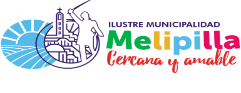 ILUSTRE MUNICIPALIDAD
Melipilla
Cercana y amable